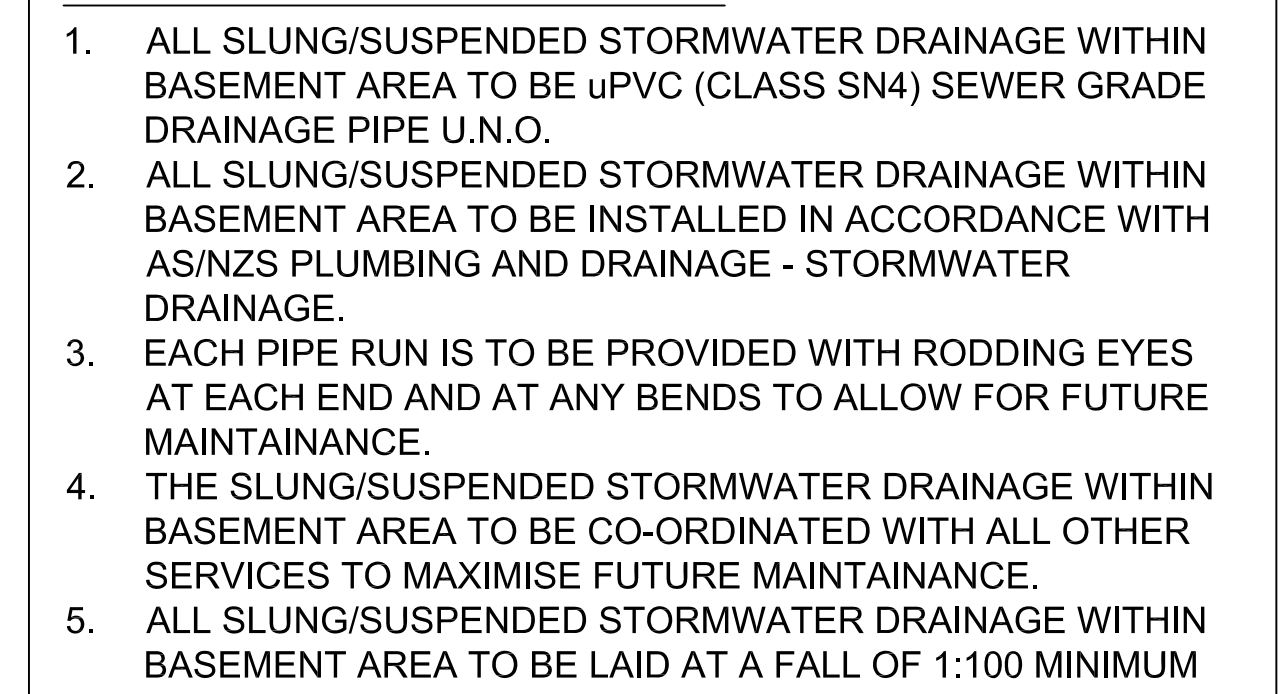 1. ALL SLUNG/SUSPENDED STORMWATER DRAINAGE WITHIN
BASEMENT AREA TO BE uPVC (CLASS SN4) SEWER GRADE
DRAINAGE PIPE U.N.O.
2. ALL SLUNG/SUSPENDED STORMWATER DRAINAGE WITHIN
BASEMENT AREA TO BE INSTALLED IN ACCORDANCE WITH
AS/NZS PLUMBING AND DRAINAGE - STORMWATER
DRAINAGE.
3. EACH PIPE RUN IS TO BE PROVIDED WITH RODDING EYES
AT EACH END AND AT ANY BENDS TO ALLOW FOR FUTURE
MAINTAINANCE.
4. THE SLUNG/SUSPENDED STORMWATER DRAINAGE WITHIN
BASEMENT AREA TO BE CO-ORDINATED WITH ALL OTHER
SERVICES TO MAXIMISE FUTURE MAINTAINANCE.
5. ALL SLUNG/SUSPENDED STORMWATER DRAINAGE WITHIN
BASEMENT AREA TO BE LAID AT A FALL OF 1:100 MINIMUM